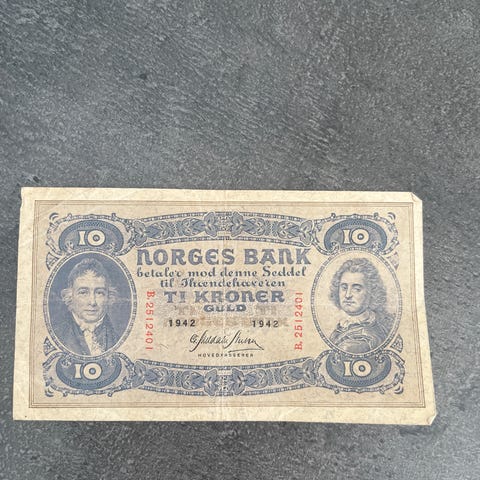 10 10
NORGES BANK
betaler mod denne Seddel
til Ihændehaveren
TI KRONER
GULD
1942 1942
B.2512401
B.2512401
HOVEDKASSERER
10 10